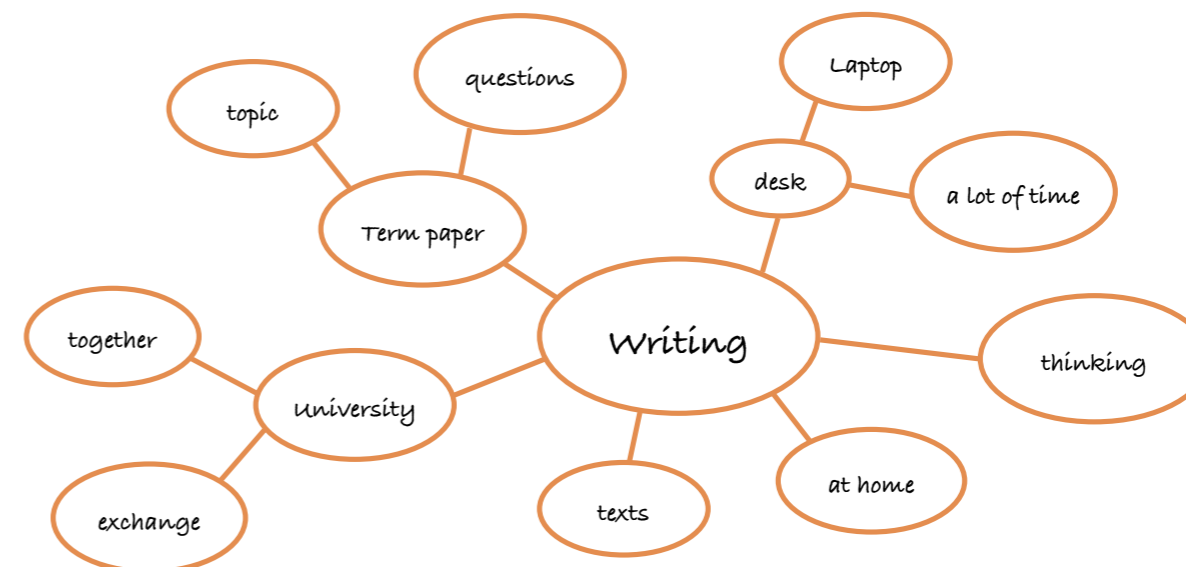 questions
Laptop
topic
desk
a lot of time
Term paper
together
Writing
thinking
University
at home
texts
exchange